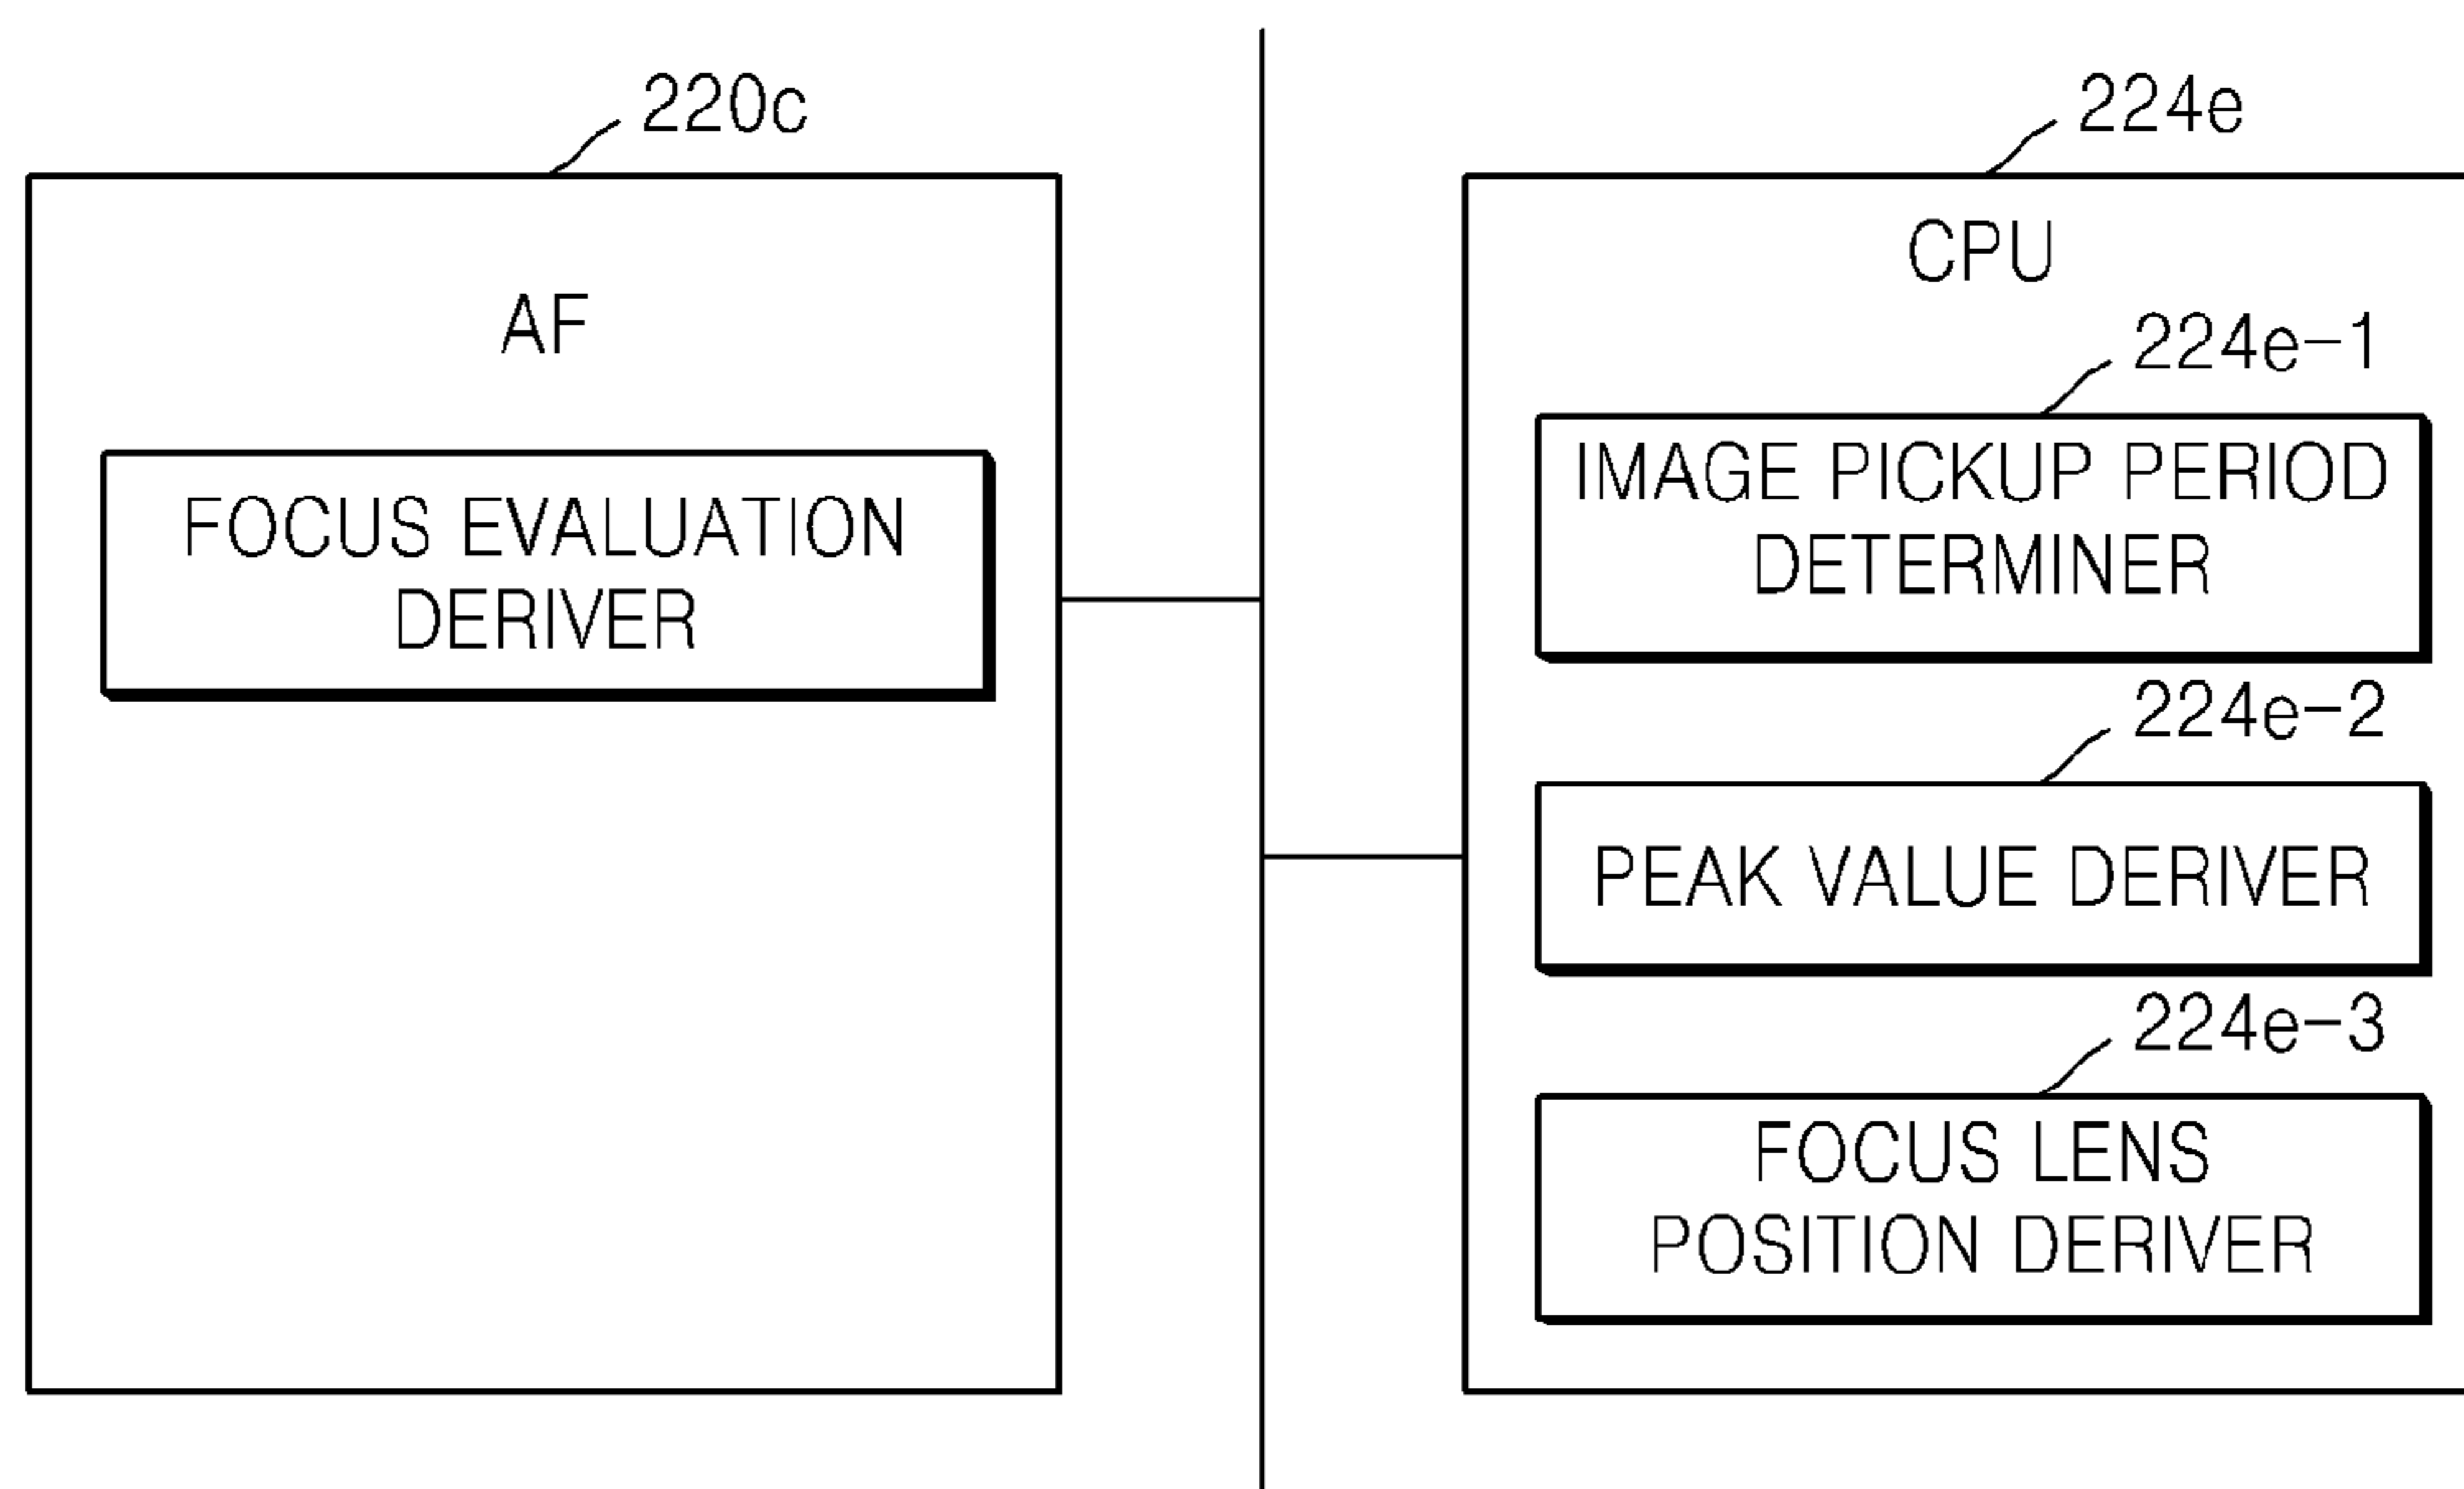 220c
AF
FOCUS EVALUATION
DERIVER
224e
CPU
224e-1
IMAGE PICKUP PERIOD
DETERMINER
224e-2
PEAK VALUE DERIVER
224e-3
FOCUS LENS
POSITION DERIVER